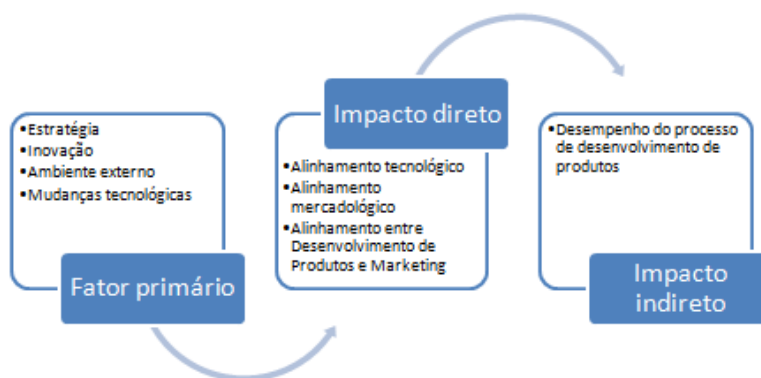 •Estratégia
•Inovação
•Ambiente externo
•Mudanças tecnológicas
Fator primário
Impacto direto
•Alinhamento tecnológico
•Alinhamento
mercadológico
•Alinhamento entre
Desenvolvimento de
Produtos e Marketing
•Desempenho do processo
de desenvolvimento de
produtos
Impacto
indireto